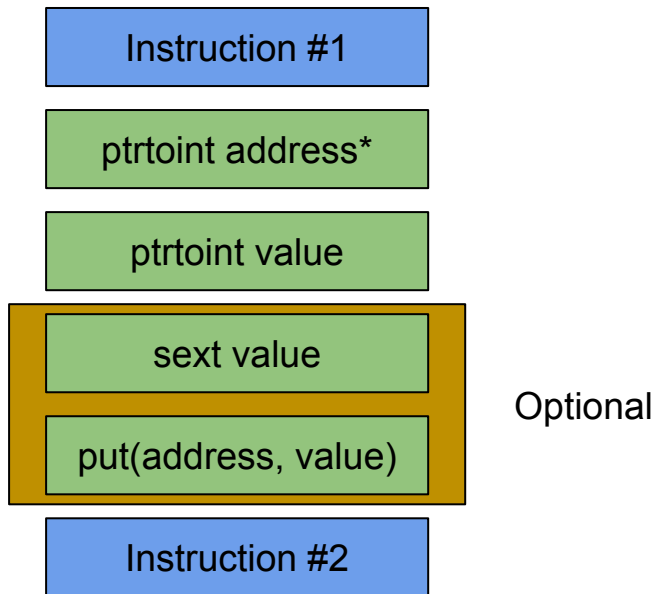 Instruction #1
ptrtoint address*
ptrtoint value
sext value
Optional
put(address, value)
Instruction #2